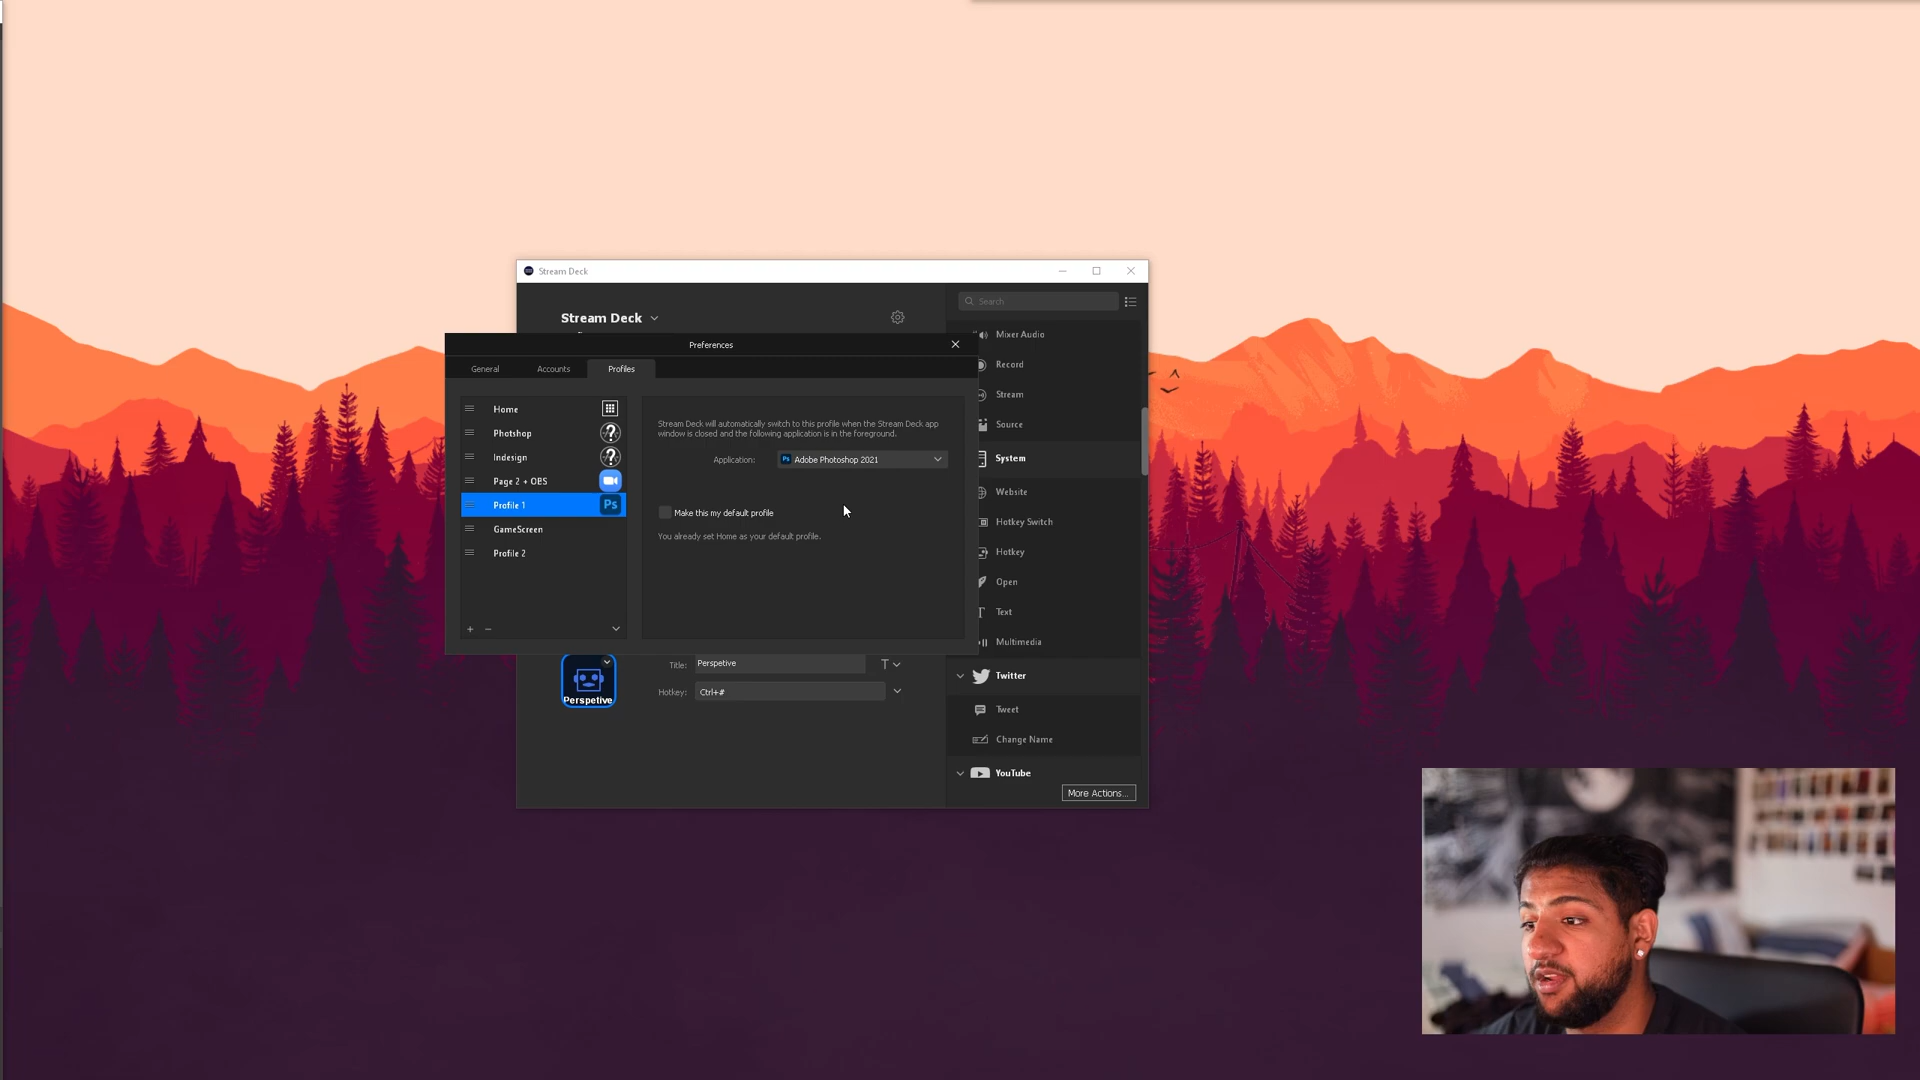 Stream Deck
Stream Deck
Search
Preferences
General
Accounts
Profiles
Home
Photshop
Indesign
Page 2 + OBS
Profile 1
Ps
GameScreen
Profile 2
Stream Deck will automatically switch to this profile when the Stream Deck app
window is closed and the following application is in the foreground.
Application:
Ps Adobe Photoshop 2021
Make this my default profile
You already set Home as your default profile.
Perspetive
Title:
Perspetive
T
Hotkey:
Ctrl+#
Mixer Audio
Record
Stream
Source
System
Website
Hotkey Switch
Hotkey
Open
Text
Multimedia
Twitter
Tweet
Change Name
YouTube
More Actions...